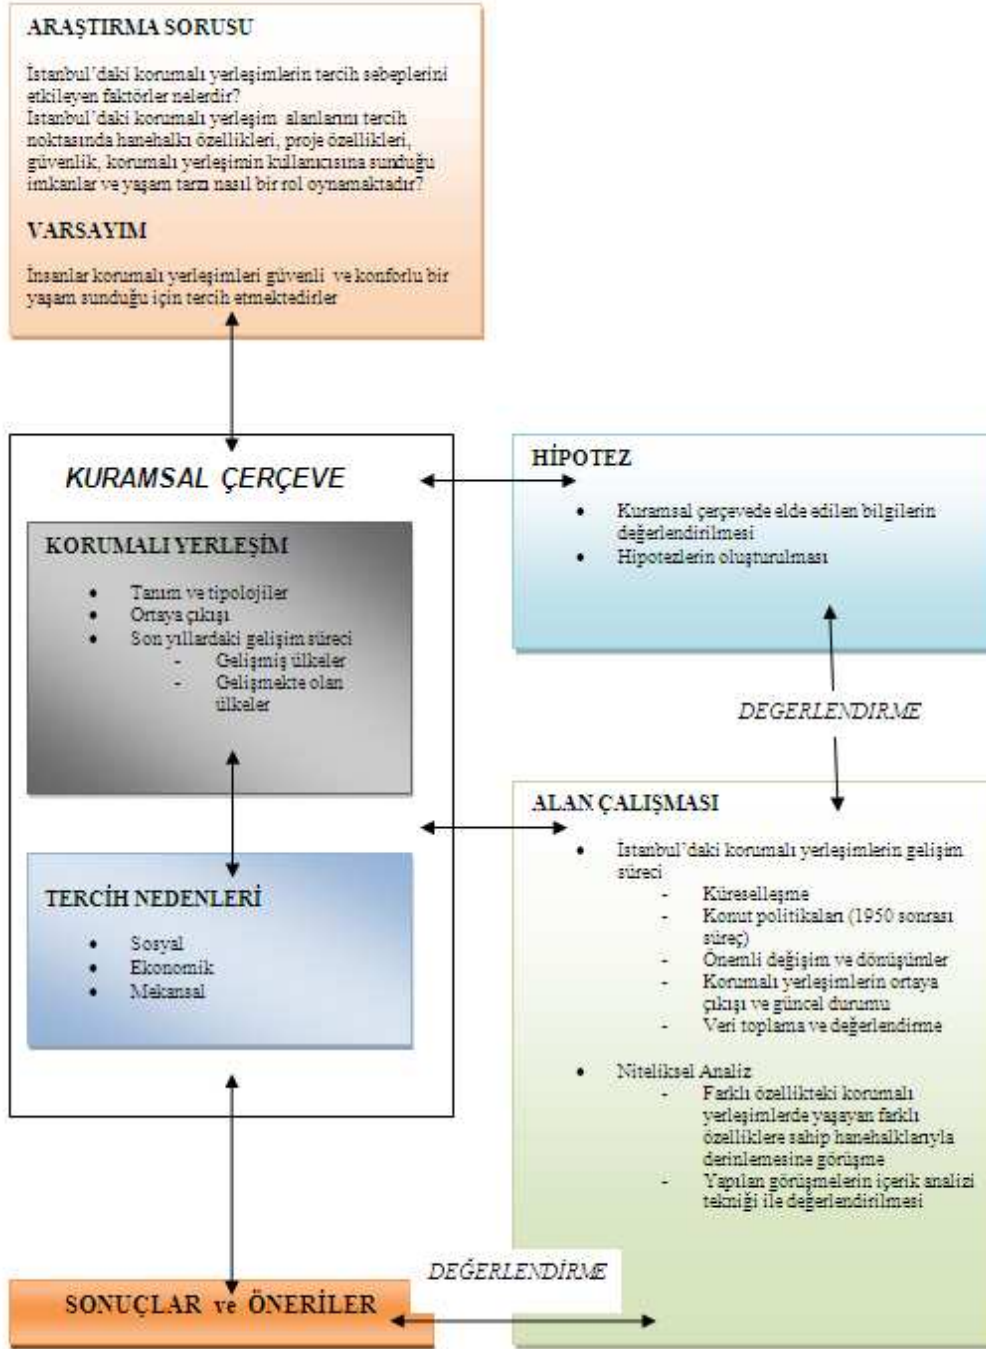 ARAŞTIRMA SORUSU
İstanbul'daki korumalı yerleşimlerin tercih sebeplerini
etkileyen faktörler nelerdir?
İstanbul'daki korumalı yerleşim alanlarını tercih
noktasında hanehalkı özellikleri, proje özellikleri,
güvenlik, korumalı yerleşimin kullanıcısına sunduğu
imkanlar ve yaşam tarzı nasıl bir rol oynamaktadır?
VARSAYIM
İnsanlar korumalı yerleşimleri güvenli ve konforlu bir
yaşam sunduğu için tercih etmektedirler
KURAMSAL ÇERÇEVE
KORUMALI YERLEŞİM
• Tanım ve tipolojiler
• Ortaya çıkışı
• Son yıllardaki gelişim süreci
- Gelişmiş ülkeler
- Gelişmekte olan
ülkeler
TERCİH NEDENLERİ
• Sosyal
• Ekonomik
• Mekansal
HİPOTEZ
• Kuramsal çerçevede elde edilen bilgilerin
değerlendirilmesi
• Hipotezlerin oluşturulması
DEGERLENDIRME
ALAN ÇALIŞMASI
• İstanbul'daki korumalı yerleşimlerin gelişim
süreci
- Küreselleşme
- Konut politikaları (1950 sonrası
süreç)
- Önemli değişim ve dönüşümler
- Korumalı yerleşimlerin ortaya
çıkışı ve güncel durumu
- Veri toplama ve değerlendirme
• Niteliksel Analiz
- Farklı özellikteki korumalı
yerleşimlerde yaşayan farklı
özelliklere sahip hanehalklarıyla
derinlemesine görüşme
- Yapılan görüşmelerin içerik analizi
tekniği ile değerlendirilmesi
DEĞERLENDİRME
SONUÇLAR ve ÖNERİLER